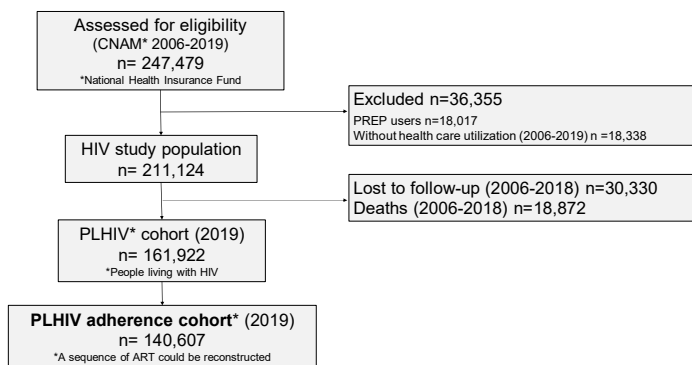 Assessed for eligibility
(CNAM* 2006-2019)
n= 247,479
*National Health Insurance Fund
Excluded n=36,355
PREP users n=18,017
Without health care utilization (2006-2019) n =18,338
HIV study population
n= 211,124
Lost to follow-up (2006-2018) n=30,330
Deaths (2006-2018) n=18,872
PLHIV* cohort (2019)
n= 161,922
*People living with HIV
PLHIV adherence cohort* (2019)
n= 140,607
*A sequence of ART could be reconstructed